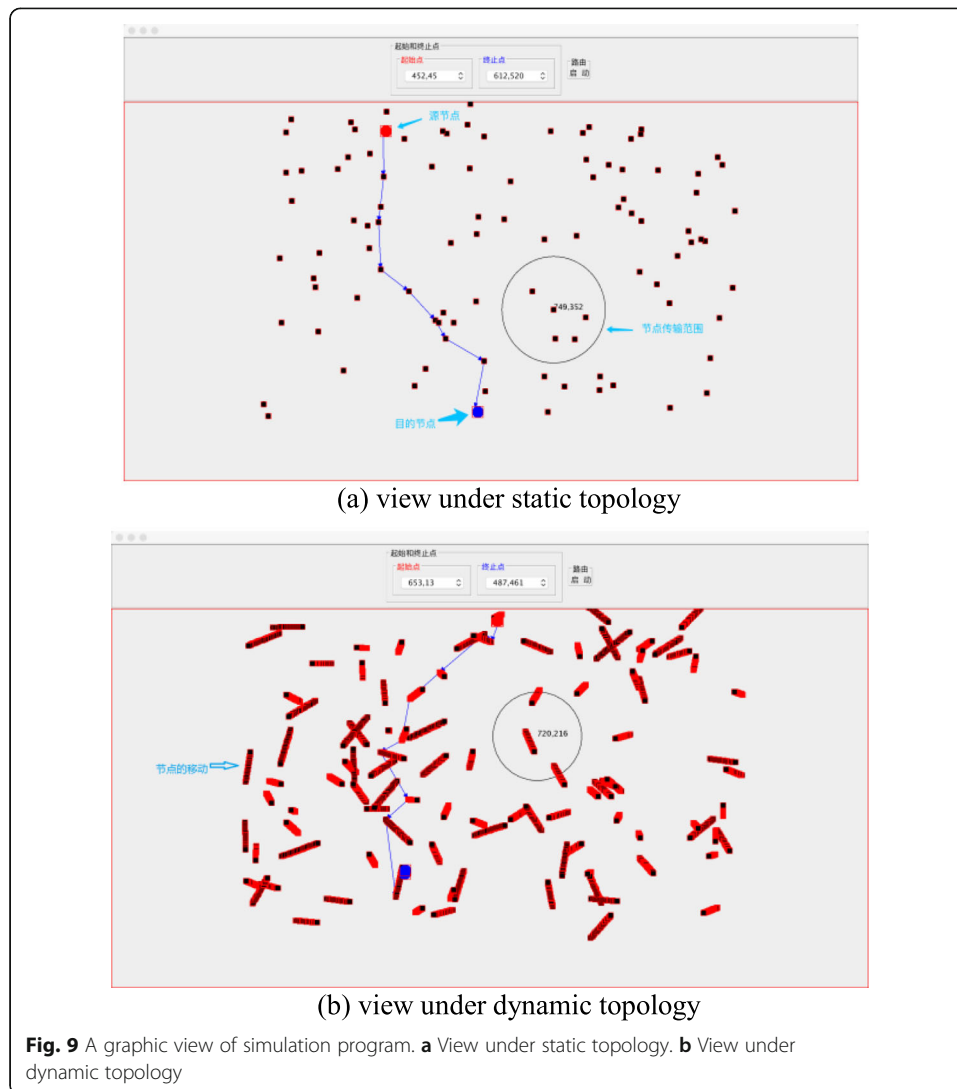 起始和终止点
起始点
终止点
路由
452,45
612,520
启 动
源节点
749,352
节点传输范围
目的节点
(a) view under static topology
起始和终止点
起始点
终止点
路由
653,13
487,461
启 动
720,216
节点的移动
(b) view under dynamic topology
Fig. 9 A graphic view of simulation program. a View under static topology. b View under
dynamic topology